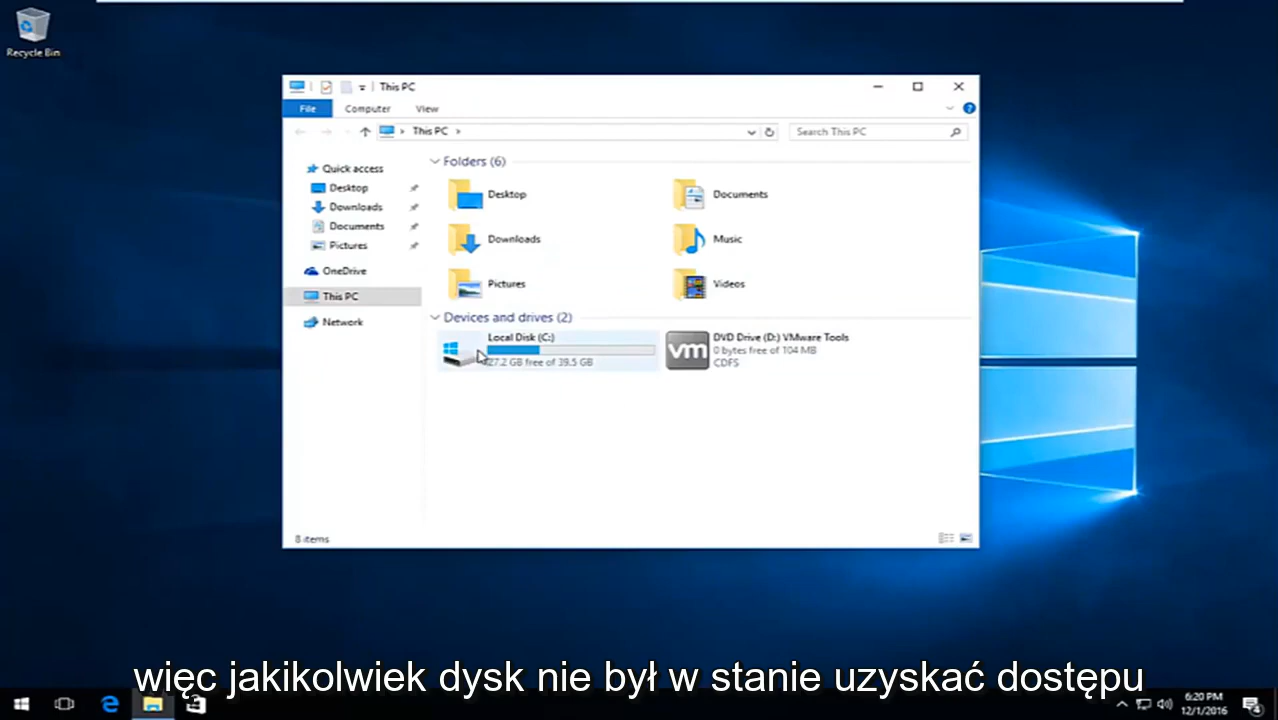 Recycle Bin
This PC
File Computer View
This PC
Search This PC
Quick access
Desktop
Downloads
Documents
Pictures
OneDrive
This PC
Network
Folders (6)
Desktop
Documents
Downloads
Music
Pictures
Videos
Devices and drives (2)
Local Disk (C:)
27.2 GB free of 39.5 GB
vm
DVD Drive (D:) VMware Tools
0 bytes free of 104 MB
CDFS
8 items
więc jakikolwiek dysk nie był w stanie uzyskać dostępu
6:20 PM
12/1/2016
4